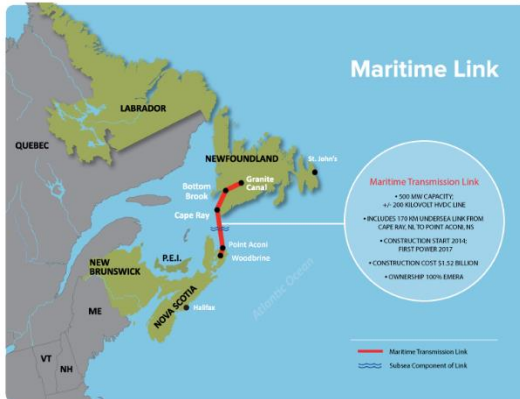 Maritime Link
LABRADOR
QUEBEC
NEWFOUNDLAND
St. John's
Granite
Canal
Bottom
Brook
Cape Ray
Maritime Transmission Link
• 500 MW CAPACITY;
+/- 200 KILOVOLT HVDC LINE
• INCLUDES 170 KM UNDERSEA LINK FROM
CAPE RAY, NL TO POINT ACONI, NS
• CONSTRUCTION START 2014;
FIRST POWER 2017
• CONSTRUCTION COST $1.52 BILLION
• OWNERSHIP 100% EMERA
Point Aconi
Woodbrine
P.E.I.
NEW
BRUNSWICK
NOVA SCOTIA
Halifax
Atlantic Ocean
ME
VT
NH
Maritime Transmission Link
Subsea Component of Link